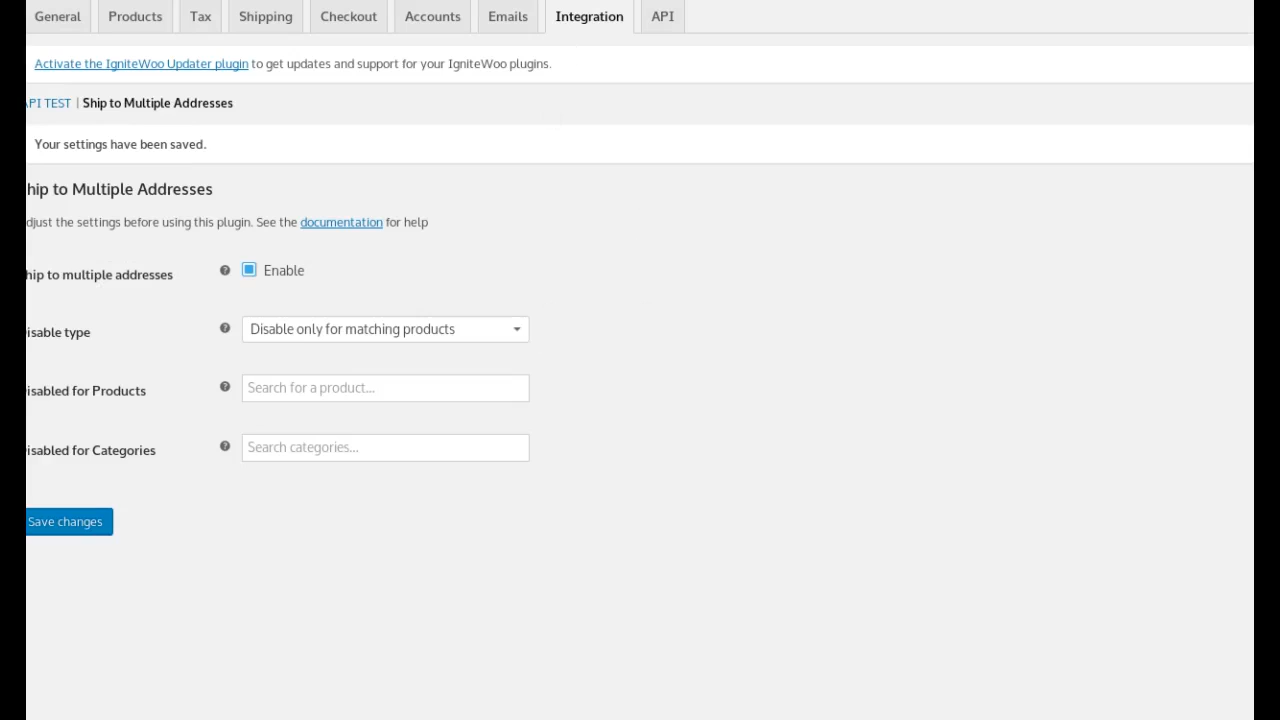 General Products Tax Shipping Checkout Accounts Emails Integration API
Activate the IgniteWoo Updater plugin to get updates and support for your IgniteWoo plugins.
PI TEST | Ship to Multiple Addresses
Your settings have been saved.
hip to Multiple Addresses
djust the settings before using this plugin. See the documentation for help
hip to multiple addresses Enable
isable type Disable only for matching products
isabled for Products Search for a product...
isabled for Categories Search categories...
Save changes